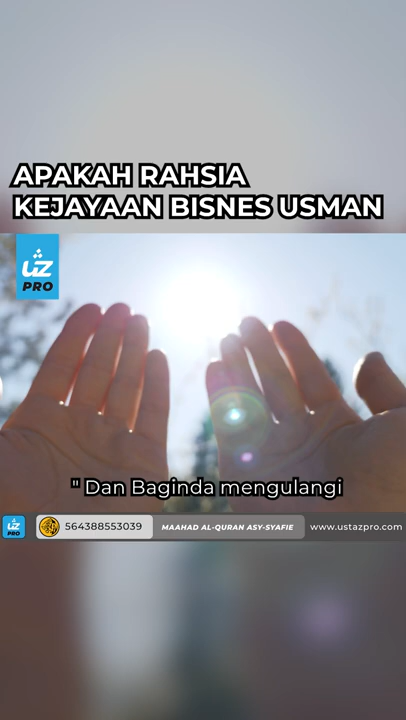 APAKAH RAHSIA
KEJAYAAN BISNES USMAN
UZ
PRO
" Dan Baginda mengulangi
UZ
PRO
564388553039
MAAHAD AL-QURAN ASY-SYAFIE
www.ustazpro.com